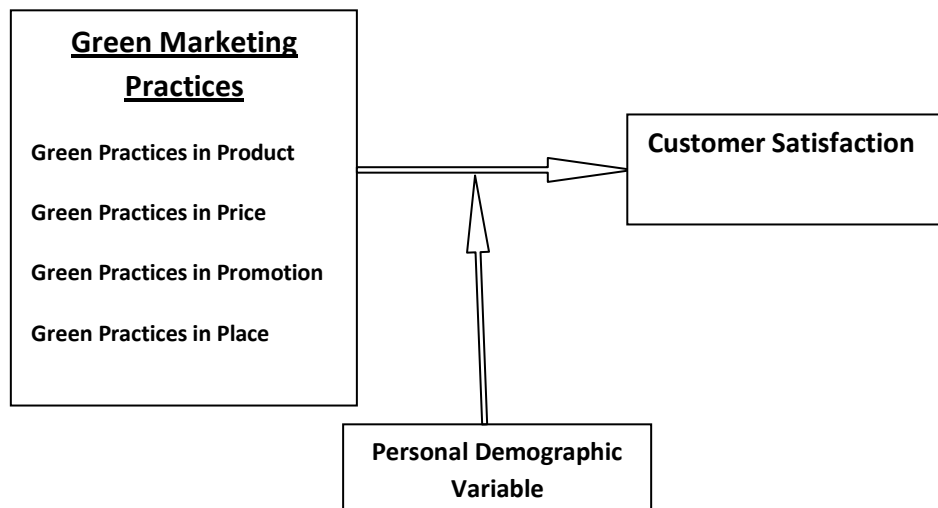 Green Marketing
Practices
Green Practices in Product
Green Practices in Price
Green Practices in Promotion
Green Practices in Place
Customer Satisfaction
Personal Demographic
Variable